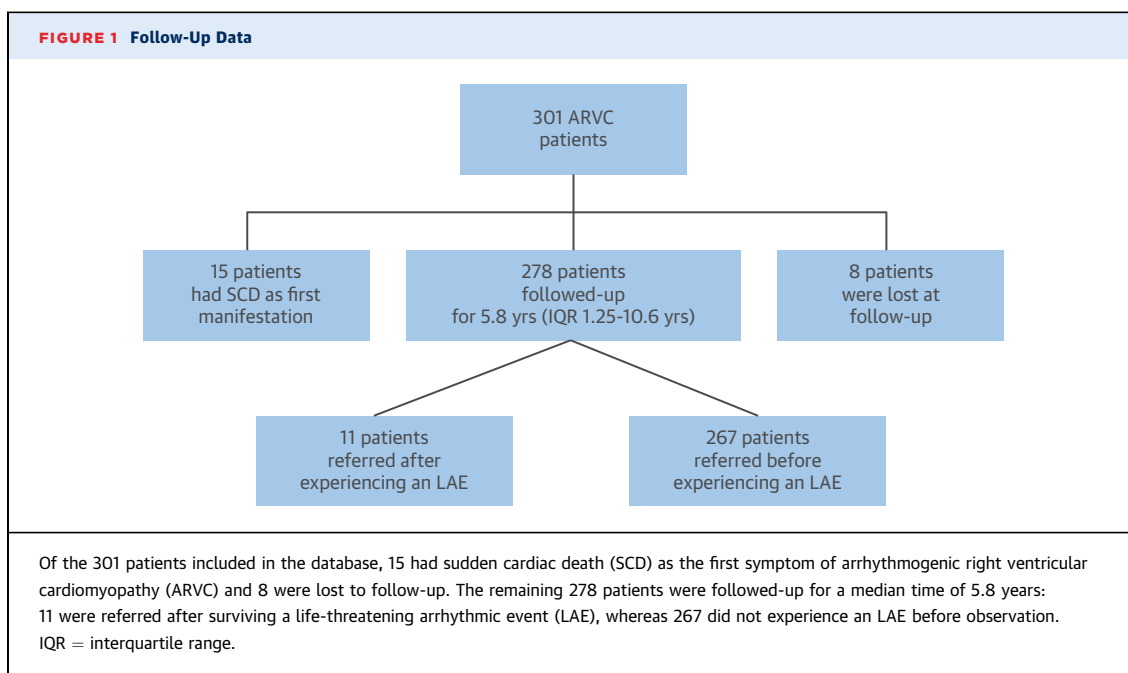 FIGURE 1 Follow-Up Data
301 ARVC
patients
15 patients
had SCD as first
manifestation
278 patients
followed-up
for 5.8 yrs (IQR 1.25-10.6 yrs)
8 patients
were lost at
follow-up
11 patients
referred after
experiencing an LAE
267 patients
referred before
experiencing an LAE
Of the 301 patients included in the database, 15 had sudden cardiac death (SCD) as the first symptom of arrhythmogenic right ventricular
cardiomyopathy (ARVC) and 8 were lost to follow-up. The remaining 278 patients were followed-up for a median time of 5.8 years:
11 were referred after surviving a life-threatening arrhythmic event (LAE), whereas 267 did not experience an LAE before observation.
IQR = interquartile range.